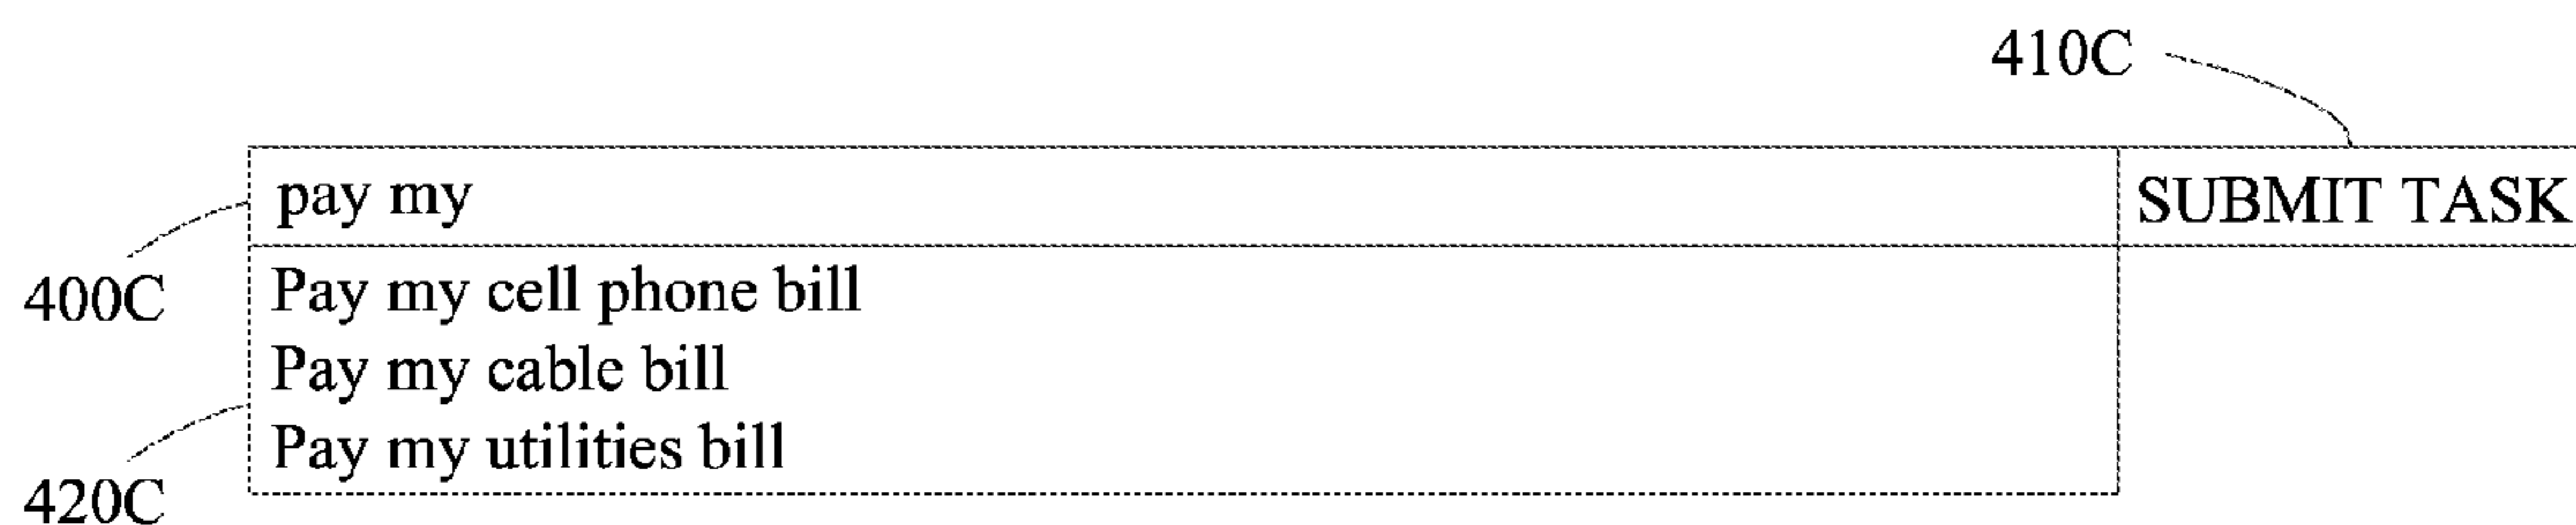 410C
pay my SUBMIT TASK
400C
Pay my cell phone bill
Pay my cable bill
Pay my utilities bill
420C